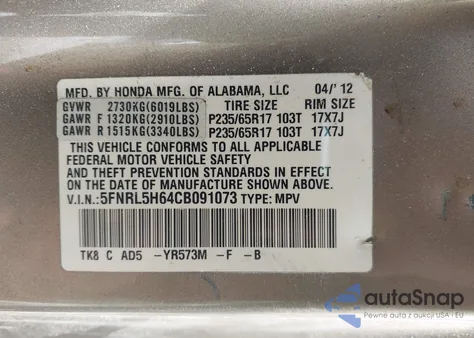 MFD. BY HONDA MFG. OF ALABAMA, LLC 04/'12
GVWR 2730KG(6019LBS) TIRE SIZE RIM SIZE
GAWR F 1320KG(2910LBS) P235/65R17 103T 17X7J
GAWR R 1515KG(3340LBS) P235/65R17 103T 17X7J
THIS VEHICLE CONFORMS TO ALL APPLICABLE
FEDERAL MOTOR VEHICLE SAFETY
AND THEFT PREVENTION STANDARDS IN EFFECT
ON THE DATE OF MANUFACTURE SHOWN ABOVE.
V.I.N.:5FNRL5H64CB091073 TYPE: MPV
TK8 C AD5 -YR573M -F -B
autoSnap
Pewne auta z aukcji USA i EU